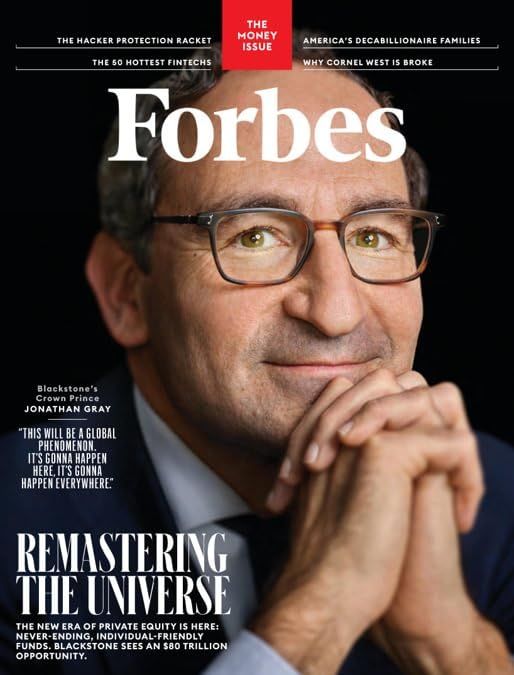 THE HACKER PROTECTION RACKET
THE 50 HOTTEST FINTECHS
THE
MONEY
ISSUE
AMERICA'S DECABILLIONAIRE FAMILIES
WHY CORNEL WEST IS BROKE
Forbes
Blackstone's
Crown Prince
JONATHAN GRAY
"THIS WILL BE A GLOBAL
PHENOMENON.
IT'S GONNA HAPPEN
HERE, IT'S GONNA
HAPPEN EVERYWHERE."
REMASTERING
THE UNIVERSE
THE NEW ERA OF PRIVATE EQUITY IS HERE:
NEVER-ENDING, INDIVIDUAL-FRIENDLY
FUNDS. BLACKSTONE SEES AN $80 TRILLION
OPPORTUNITY.